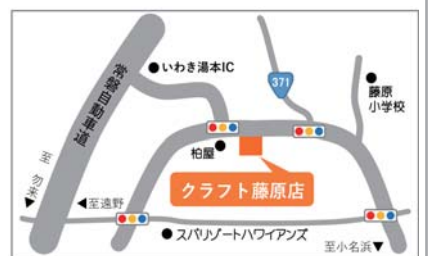 常磐自動車道
至 勿来
いわき湯本IC
371
藤原
小学校
柏屋
クラフト藤原店
至遠野
スパリゾートハワイアンズ
至小名浜